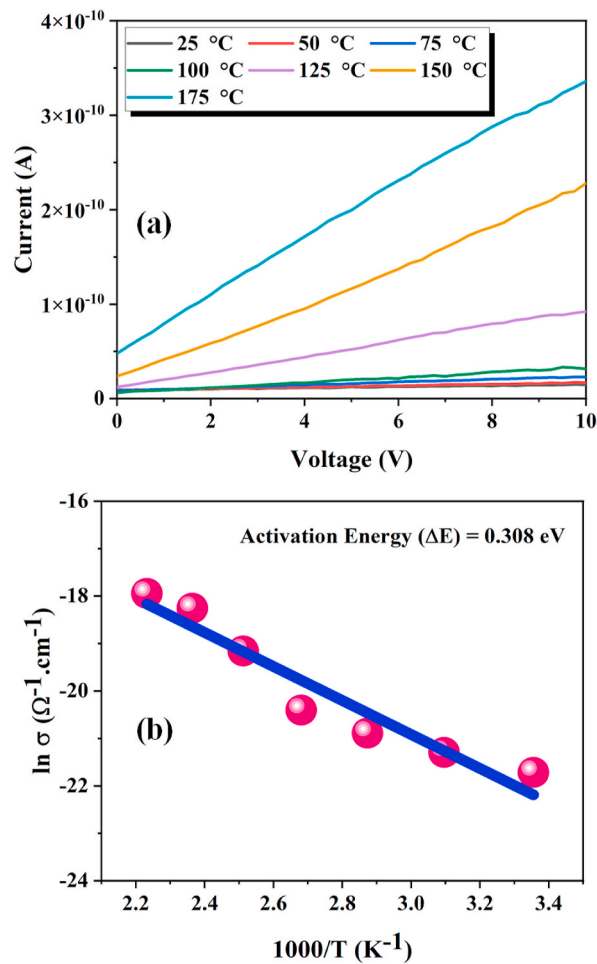 (a)
4×10⁻¹⁰
3×10⁻¹⁰
2×10⁻¹⁰
1×10⁻¹⁰
0
Current (A)
25 °C 50 °C 75 °C
100 °C 125 °C 150 °C
175 °C
0 2 4 6 8 10
Voltage (V)
-16
-18
-20
-22
-24
ln σ (Ω⁻¹.cm⁻¹)
Activation Energy (ΔE) = 0.308 eV
(b)
2.2 2.4 2.6 2.8 3.0 3.2 3.4
1000/T (K⁻¹)